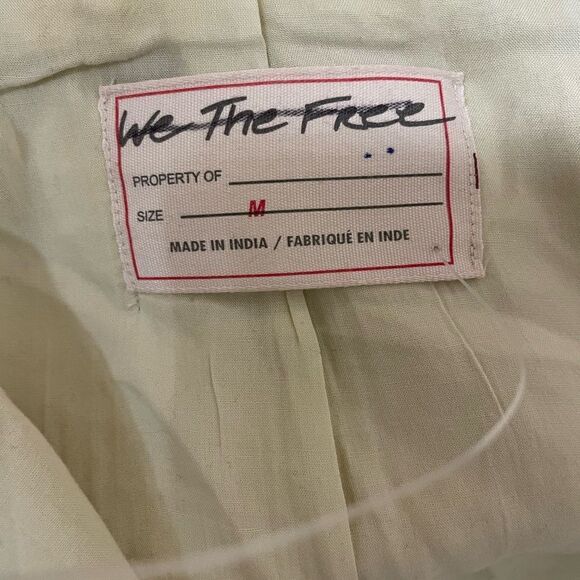 We The Free
PROPERTY OF
SIZE M
MADE IN INDIA / FABRIQUÉ EN INDE